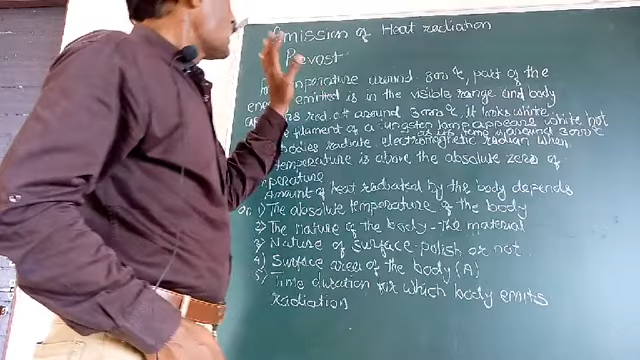 Emission of Heat radiation
Prevost
temperature around 800°C, part of the
emitted is in the visible range and body
red. At around 3000°C, it looks white
filament of a tungsten lamp appears white hot
as its temp is around 3000°C
bodies radiate electromagnetic radiation when
temperature is above the absolute zero of
Amount of heat radiated by the body depends
on 1) The absolute temperature of the body
2) The Nature of the body - the material
3) Nature of surface - polish or not
4) Surface area of the body (A)
5) Time duration for which body emits
radiation